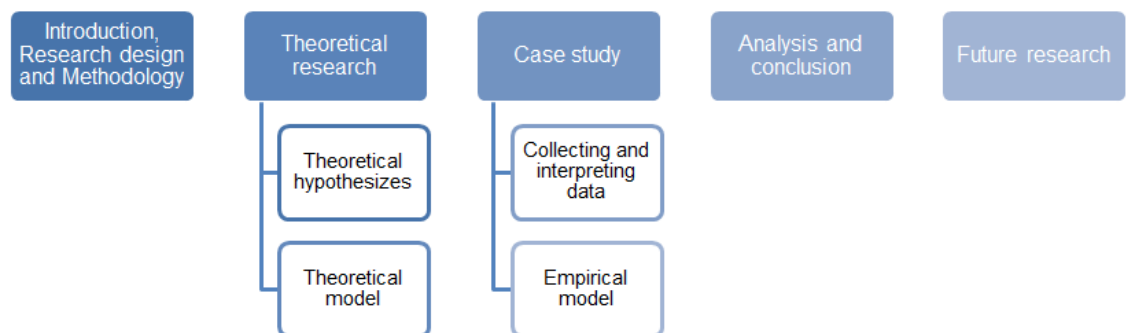 Introduction,
Research design
and Methodology
Theoretical
research
Theoretical
hypothesizes
Theoretical
model
Case study
Collecting and
interpreting
data
Empirical
model
Analysis and
conclusion
Future research